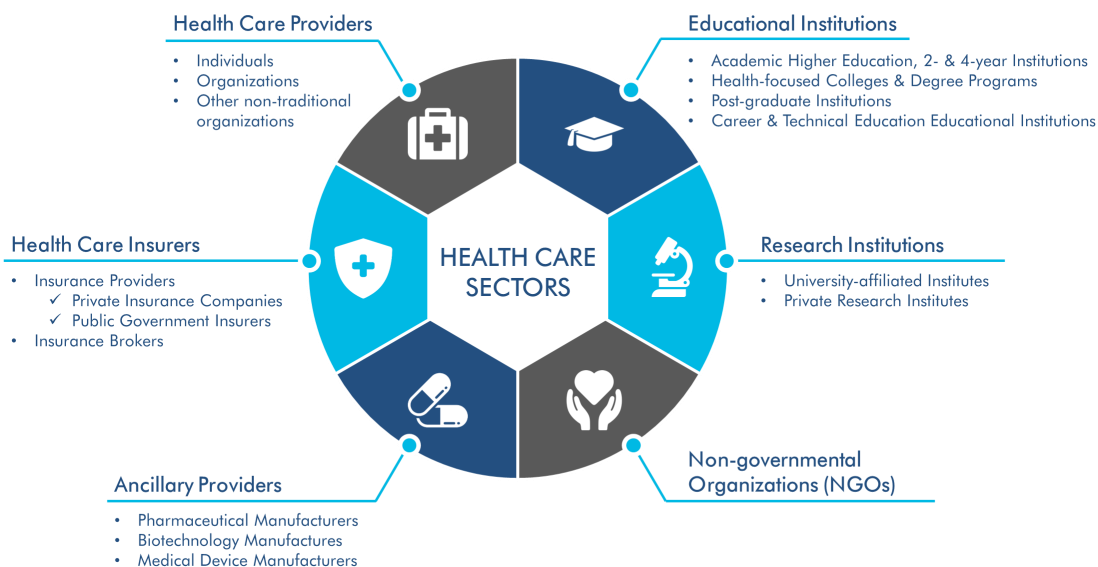 Health Care Providers
• Individuals
• Organizations
• Other non-traditional
organizations
Educational Institutions
• Academic Higher Education, 2- & 4-year Institutions
• Health-focused Colleges & Degree Programs
• Post-graduate Institutions
• Career & Technical Education Educational Institutions
Health Care Insurers
• Insurance Providers
✓ Private Insurance Companies
✓ Public Government Insurers
• Insurance Brokers
HEALTH CARE
SECTORS
Research Institutions
• University-affiliated Institutes
• Private Research Institutes
Ancillary Providers
• Pharmaceutical Manufacturers
• Biotechnology Manufactures
• Medical Device Manufacturers
Non-governmental
Organizations (NGOs)